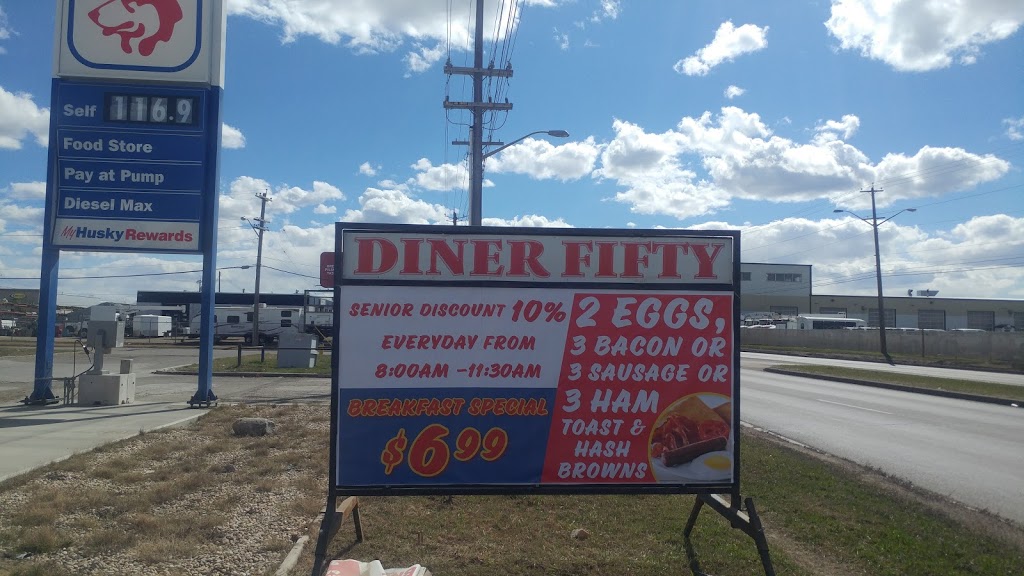 Self 116.9
Food Store
Pay at Pump
Diesel Max
My HuskyRewards
DINER FIFTY
SENIOR DISCOUNT 10%
EVERYDAY FROM
8:00AM -11:30AM
BREAKFAST SPECIAL
$6.99
2 EGGS,
3 BACON OR
3 SAUSAGE OR
3 HAM
TOAST &
HASH
BROWNS